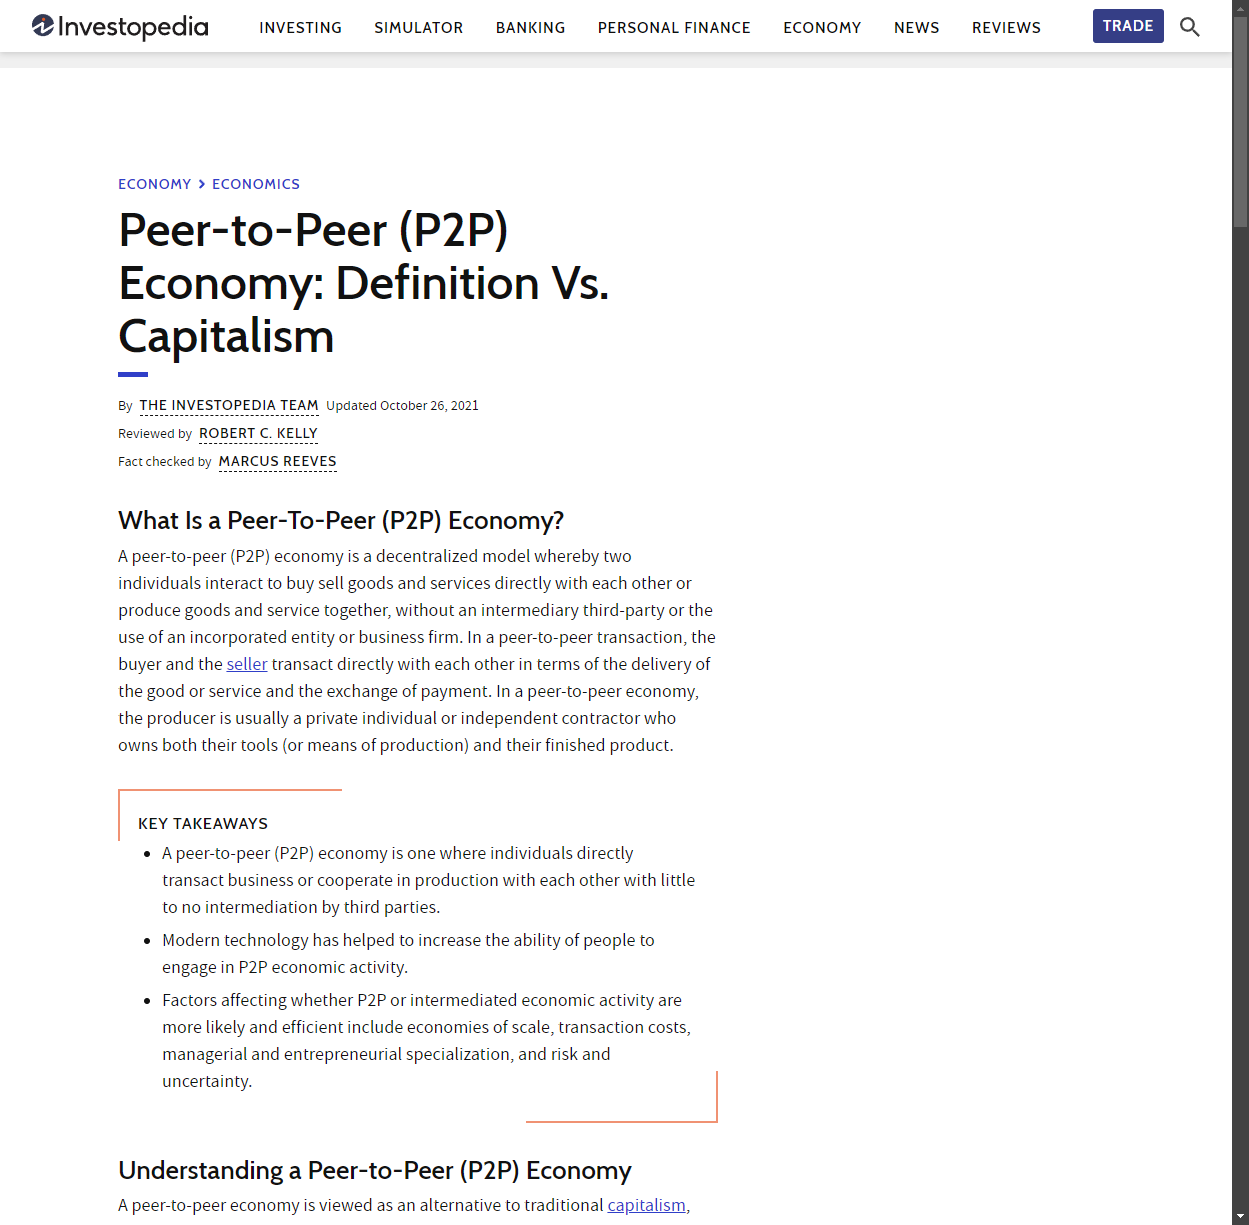 Investopedia
INVESTING SIMULATOR BANKING PERSONAL FINANCE ECONOMY NEWS REVIEWS TRADE
ECONOMY > ECONOMICS
Peer-to-Peer (P2P)
Economy: Definition Vs.
Capitalism
By THE INVESTOPEDIA TEAM Updated October 26, 2021
Reviewed by ROBERT C. KELLY
Fact checked by MARCUS REEVES
What Is a Peer-To-Peer (P2P) Economy?
A peer-to-peer (P2P) economy is a decentralized model whereby two
individuals interact to buy sell goods and services directly with each other or
produce goods and service together, without an intermediary third-party or the
use of an incorporated entity or business firm. In a peer-to-peer transaction, the
buyer and the seller transact directly with each other in terms of the delivery of
the good or service and the exchange of payment. In a peer-to-peer economy,
the producer is usually a private individual or independent contractor who
owns both their tools (or means of production) and their finished product.
KEY TAKEAWAYS
• A peer-to-peer (P2P) economy is one where individuals directly
transact business or cooperate in production with each other with little
to no intermediation by third parties.
• Modern technology has helped to increase the ability of people to
engage in P2P economic activity.
• Factors affecting whether P2P or intermediated economic activity are
more likely and efficient include economies of scale, transaction costs,
managerial and entrepreneurial specialization, and risk and
uncertainty.
Understanding a Peer-to-Peer (P2P) Economy
A peer-to-peer economy is viewed as an alternative to traditional capitalism,